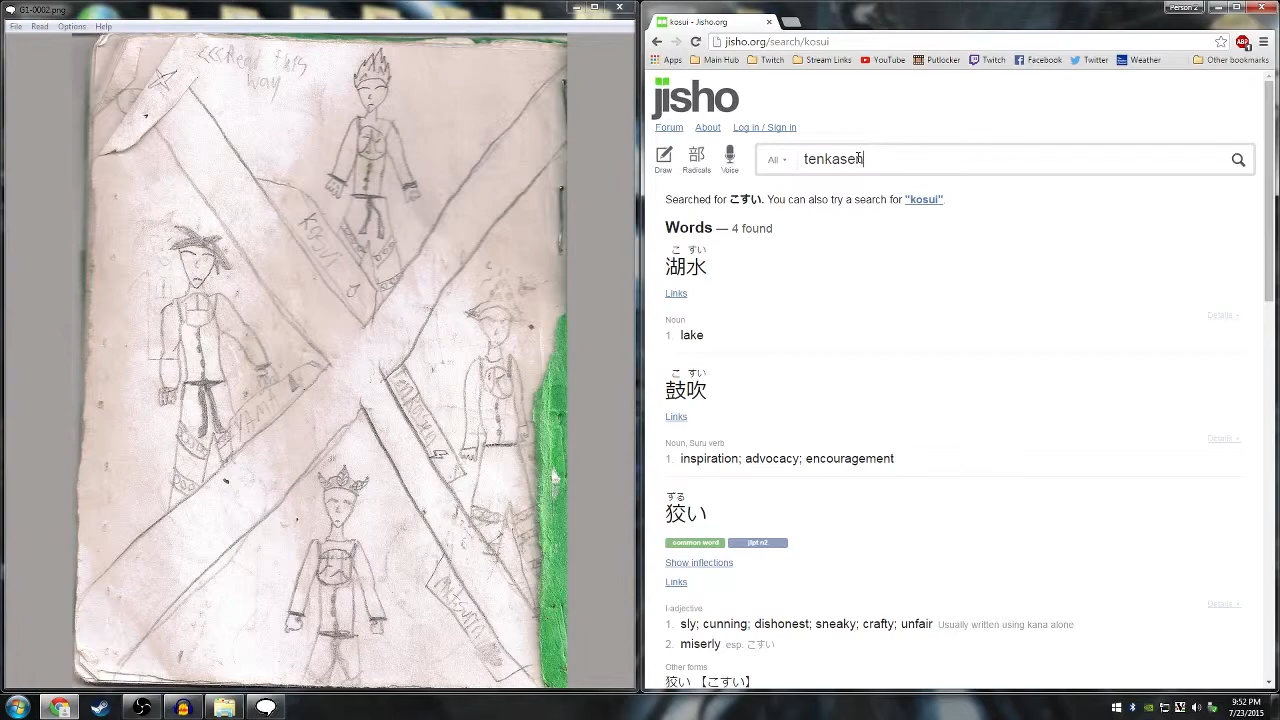 G1-0002.png
File Read Options Help
<<<Read this
way
Kosui
kosui - Jisho.org
Person 2
jisho.org/search/kosui
Apps Main Hub Twitch Stream Links YouTube Putlocker Twitch Facebook Twitter Weather Other bookmarks
jisho
Forum About Log in / Sign in
Draw 部 Radicals Voice
All tenkasen
Searched for こすい. You can also try a search for "kosui".
Words — 4 found
こ すい
湖水
Links
Details
Noun
1. lake
こ すい
鼓吹
Links
Details
Noun, Suru verb
1. inspiration; advocacy; encouragement
ずる
狡い
common word jlpt n2
Show inflections
Links
Details
I-adjective
1. sly; cunning; dishonest; sneaky; crafty; unfair Usually written using kana alone
2. miserly esp. こすい
Other forms
狡い 【こすい】
9:52 PM
7/23/2015